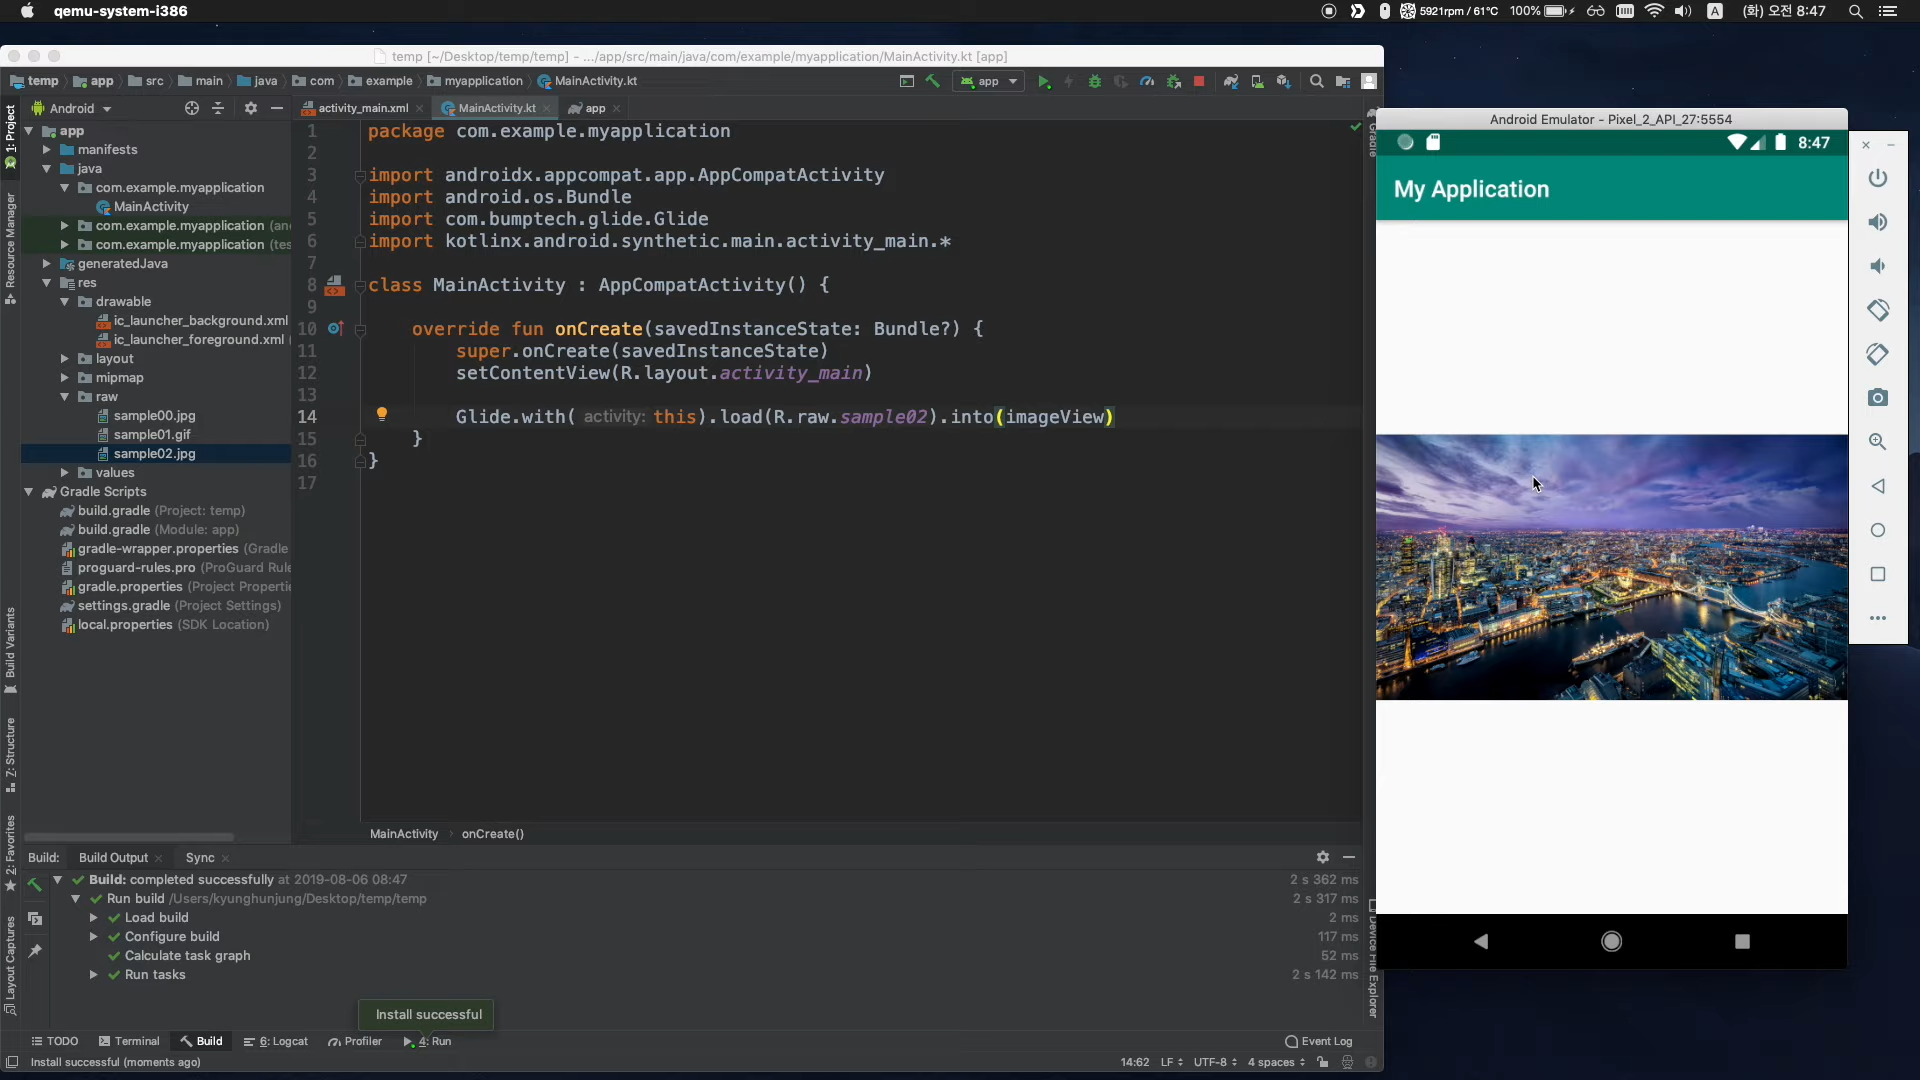 qemu-system-i386
5921rpm / 61°C
100%
A
(화) 오전 8:47
temp [~/Desktop/temp/temp] - .../app/src/main/java/com/example/myapplication/MainActivity.kt [app]
temp
app
src
main
java
com
example
myapplication
MainActivity.kt
app
Android
activity_main.xml
MainActivity.kt
app
1: Project
Resource Manager
Build Variants
Z: Structure
2: Favorites
Layout Captures
app
manifests
java
com.example.myapplication
MainActivity
com.example.myapplication (an
com.example.myapplication (tes
generatedJava
res
drawable
ic_launcher_background.xml
ic_launcher_foreground.xml (
layout
mipmap
raw
sample00.jpg
sample01.gif
sample02.jpg
values
Gradle Scripts
build.gradle (Project: temp)
build.gradle (Module: app)
gradle-wrapper.properties (Gradle
proguard-rules.pro (ProGuard Rule
gradle.properties (Project Propertie
settings.gradle (Project Settings)
local.properties (SDK Location)
1 package com.example.myapplication
2
3 import androidx.appcompat.app.AppCompatActivity
4 import android.os.Bundle
5 import com.bumptech.glide.Glide
6 import kotlinx.android.synthetic.main.activity_main.*
7
8 class MainActivity : AppCompatActivity() {
9
10 override fun onCreate(savedInstanceState: Bundle?) {
11 super.onCreate(savedInstanceState)
12 setContentView(R.layout.activity_main)
13
14 Glide.with( activity: this).load(R.raw.sample02).into(imageView)
15 }
16 }
17
MainActivity
onCreate()
Gradle
Device File Explorer
Build:
Build Output
Sync
Build: completed successfully at 2019-08-06 08:47
2 s 362 ms
Run build /Users/kyunghunjung/Desktop/temp/temp
2 s 317 ms
Load build
2 ms
Configure build
117 ms
Calculate task graph
52 ms
Run tasks
2 s 142 ms
Install successful
TODO
Terminal
Build
6: Logcat
Profiler
4: Run
Event Log
Install successful (moments ago)
14:62
LF
UTF-8
4 spaces
Android Emulator - Pixel_2_API_27:5554
8:47
My Application